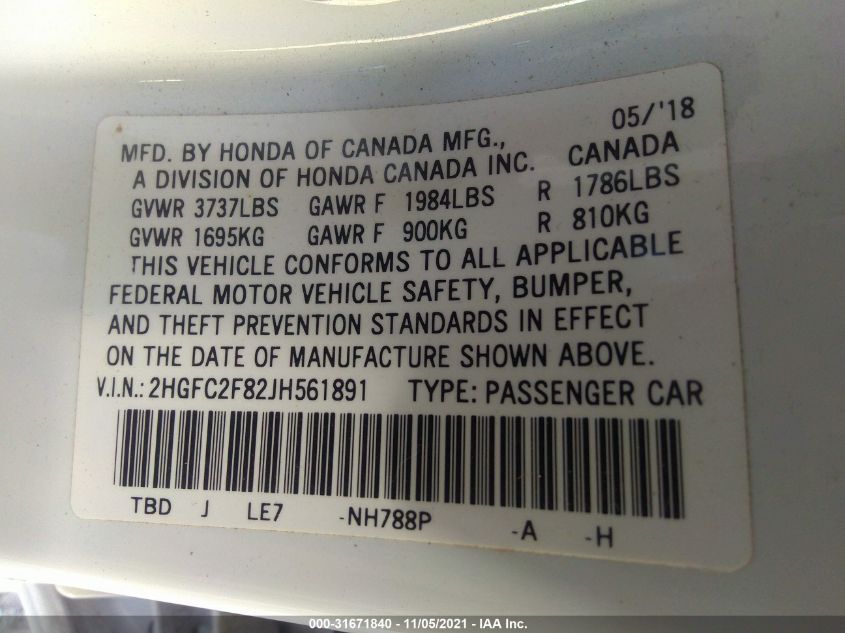 05/'18
MFD. BY HONDA OF CANADA MFG.,
A DIVISION OF HONDA CANADA INC. CANADA
GVWR 3737LBS GAWR F 1984LBS R 1786LBS
GVWR 1695KG GAWR F 900KG R 810KG
THIS VEHICLE CONFORMS TO ALL APPLICABLE
FEDERAL MOTOR VEHICLE SAFETY, BUMPER,
AND THEFT PREVENTION STANDARDS IN EFFECT
ON THE DATE OF MANUFACTURE SHOWN ABOVE.
V.I.N.: 2HGFC2F82JH561891 TYPE: PASSENGER CAR
TBD J LE7 -NH788P -A -H
000-31671840 - 11/05/2021 - IAA Inc.